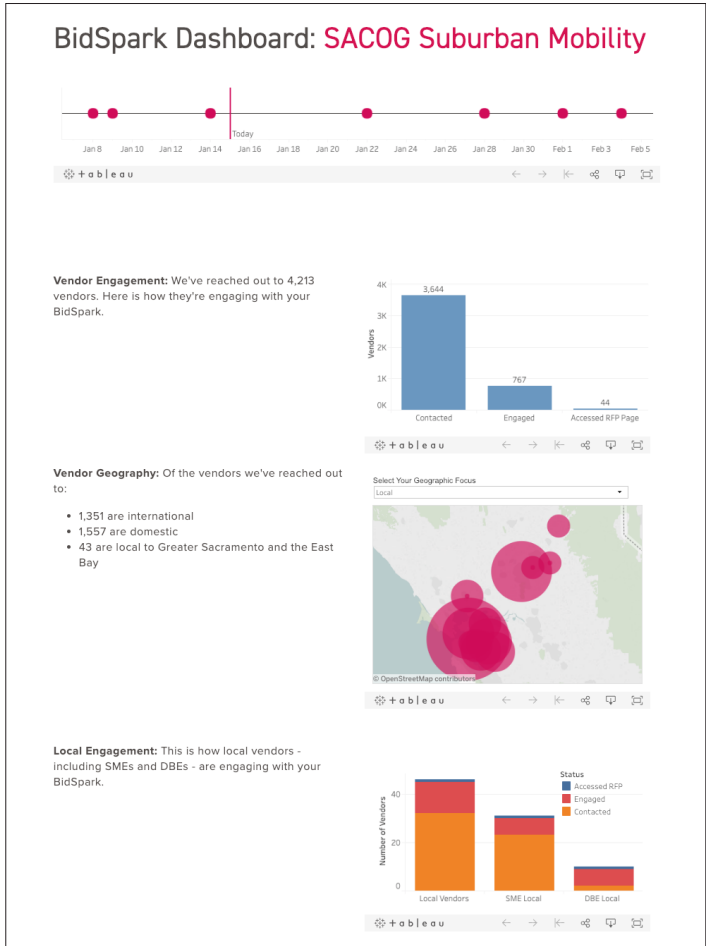 BidSpark Dashboard: SACOG Suburban Mobility
Today
Jan 8 Jan 10 Jan 12 Jan 14 Jan 16 Jan 18 Jan 20 Jan 22 Jan 24 Jan 26 Jan 28 Jan 30 Feb 1 Feb 3 Feb 5
+ableau
Vendor Engagement: We've reached out to 4,213
vendors. Here is how they're engaging with your
BidSpark.
4K
3K
2K
1K
0K
Vendors
3,644
767
44
Contacted Engaged Accessed RFP Page
+ableau
Vendor Geography: Of the vendors we've reached out
to:
• 1,351 are international
• 1,557 are domestic
• 43 are local to Greater Sacramento and the East
Bay
Select Your Geographic Focus
Local
© OpenStreetMap contributors
+ableau
Local Engagement: This is how local vendors -
including SMEs and DBEs - are engaging with your
BidSpark.
Status
Accessed RFP
Engaged
Contacted
Number of Vendors
40
20
0
Local Vendors SME Local DBE Local
+ableau